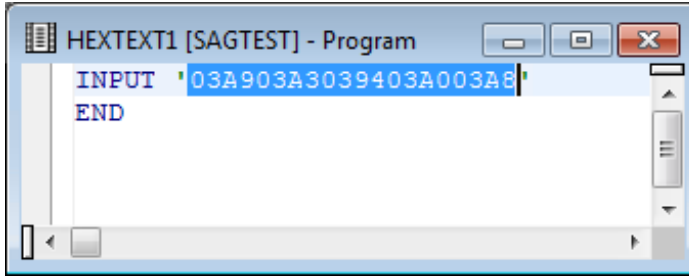 HEXTEXT1 [SAGTEST] - Program
INPUT '03A903A3039403A003A8'
END